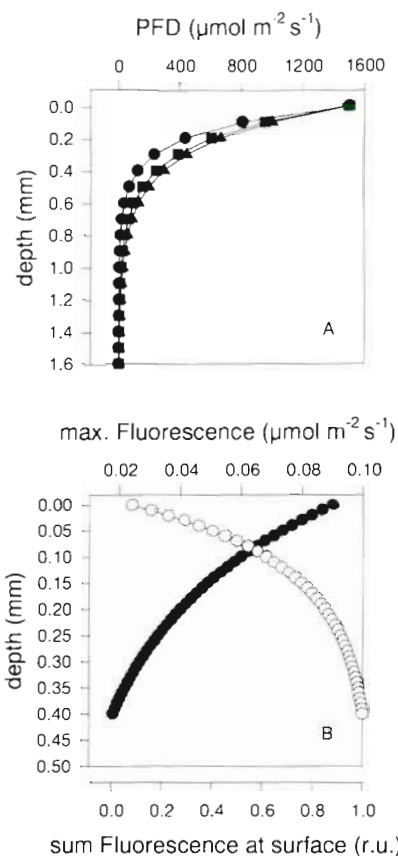 PFD (µmol m⁻² s⁻¹)
0 400 800 1200 1600
0.0
0.2
0.4
0.6
0.8
1.0
1.2
1.4
1.6
depth (mm)
A
max. Fluorescence (µmol m⁻² s⁻¹)
0.02 0.04 0.06 0.08 0.10
0.00
0.05
0.10
0.15
0.20
0.25
0.30
0.35
0.40
0.45
0.50
depth (mm)
B
0.0 0.2 0.4 0.6 0.8 1.0
sum Fluorescence at surface (r.u.)